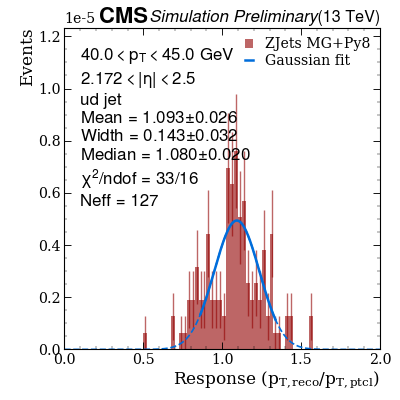 1e-5 CMS Simulation Preliminary (13 TeV)
Events
1.2
1.0
0.8
0.6
0.4
0.2
0.0
40.0 < pT < 45.0 GeV
2.172 < |η| < 2.5
ud jet
Mean = 1.093±0.026
Width = 0.143±0.032
Median = 1.080±0.020
χ²/ndof = 33/16
Neff = 127
ZJets MG+Py8
Gaussian fit
0.0 0.5 1.0 1.5 2.0
Response (pT,reco/pT,ptcl)